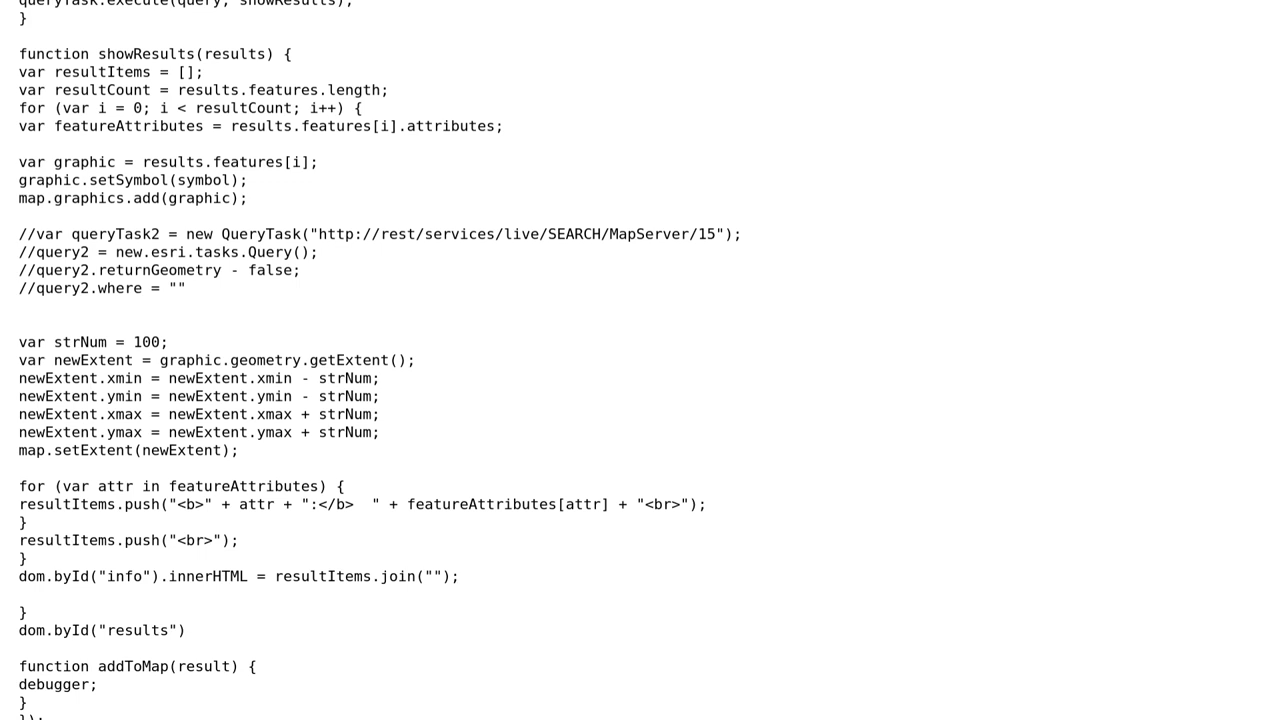 queryTask.execute(query, showResults);
}
function showResults(results) {
var resultItems = [];
var resultCount = results.features.length;
for (var i = 0; i < resultCount; i++) {
var featureAttributes = results.features[i].attributes;
var graphic = results.features[i];
graphic.setSymbol(symbol);
map.graphics.add(graphic);
//var queryTask2 = new QueryTask("http://rest/services/live/SEARCH/MapServer/15");
//query2 = new.esri.tasks.Query();
//query2.returnGeometry - false;
//query2.where = ""
var strNum = 100;
var newExtent = graphic.geometry.getExtent();
newExtent.xmin = newExtent.xmin - strNum;
newExtent.ymin = newExtent.ymin - strNum;
newExtent.xmax = newExtent.xmax + strNum;
newExtent.ymax = newExtent.ymax + strNum;
map.setExtent(newExtent);
for (var attr in featureAttributes) {
resultItems.push("<b>" + attr + ":</b>  " + featureAttributes[attr] + "<br>");
}
resultItems.push("<br>");
}
dom.byId("info").innerHTML = resultItems.join("");
}
dom.byId("results")
function addToMap(result) {
debugger;
}
});